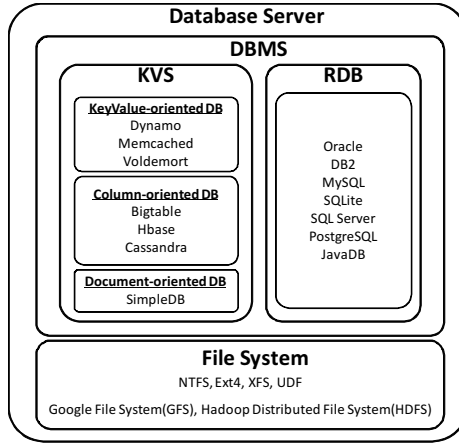 Database Server
DBMS
KVS
KeyValue-oriented DB
Dynamo
Memcached
Voldemort
Column-oriented DB
Bigtable
Hbase
Cassandra
Document-oriented DB
SimpleDB
RDB
Oracle
DB2
MySQL
SQLite
SQL Server
PostgreSQL
JavaDB
File System
NTFS, Ext4, XFS, UDF
Google File System(GFS), Hadoop Distributed File System(HDFS)